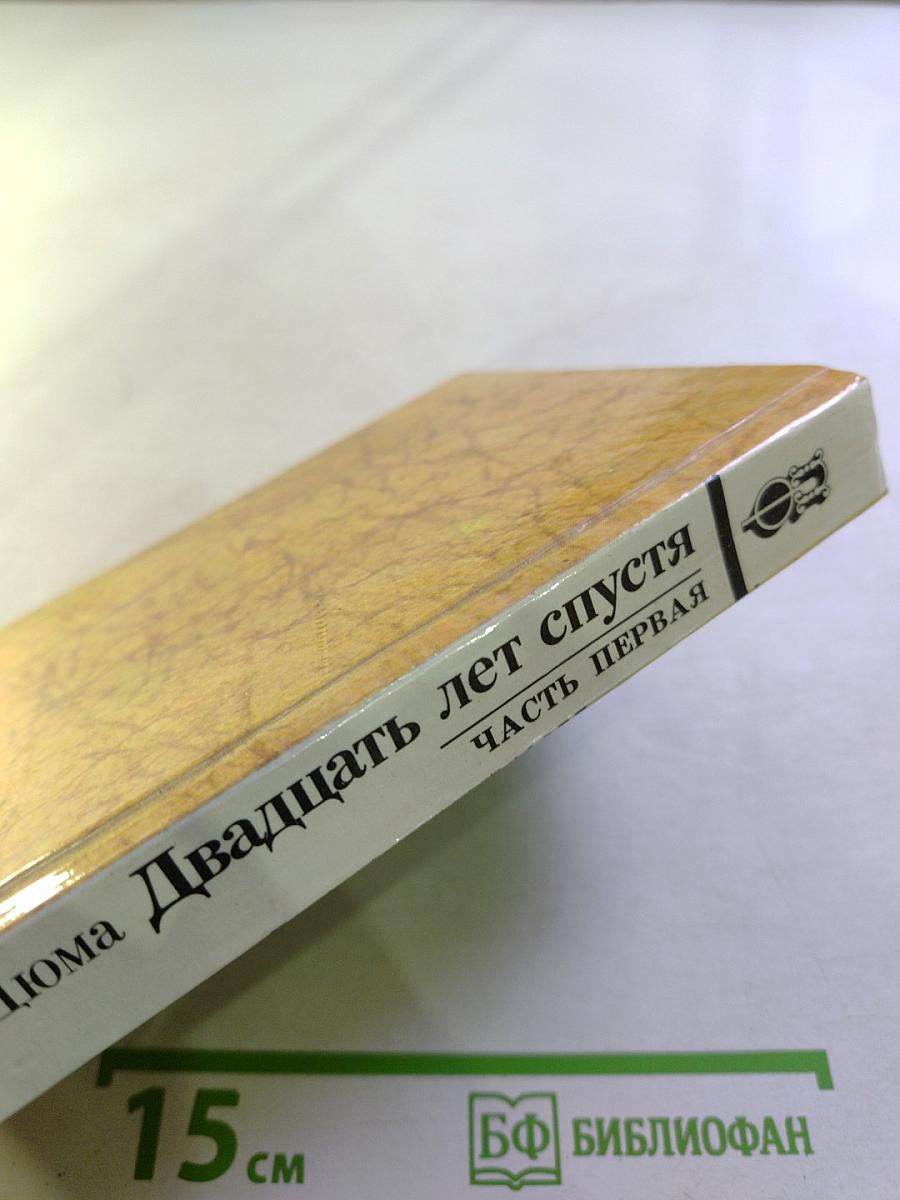 Дюма Двадцать лет спустя
ЧАСТЬ ПЕРВАЯ
15 см
БФ БИБЛИОФАН